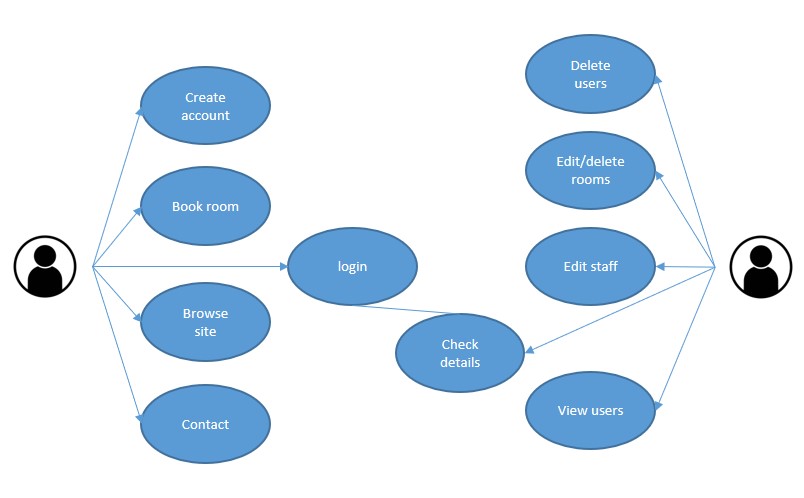 Create
account
Book room
login
Browse
site
Contact
Delete
users
Edit/delete
rooms
Edit staff
Check
details
View users